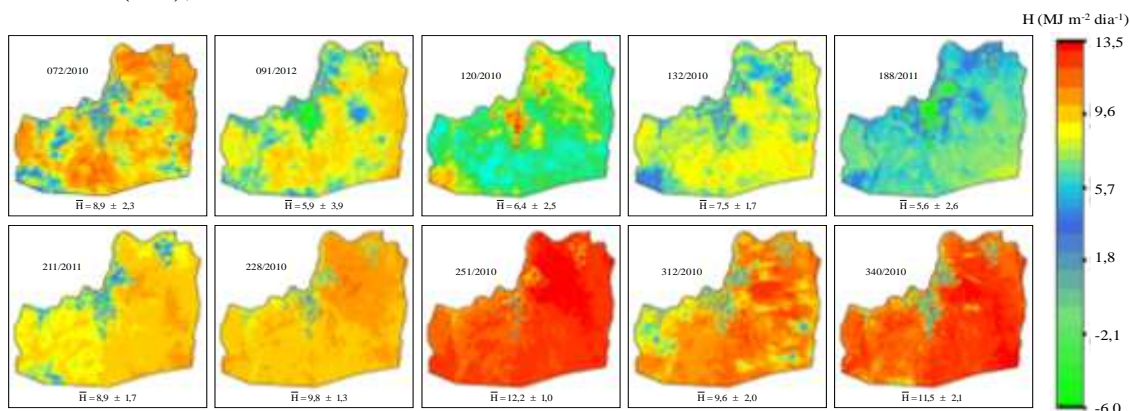 H (MJ m-2 dia-1)
072/2010
H̅ = 8,9 ± 2,3
091/2012
H̅ = 5,9 ± 3,9
120/2010
H̅ = 6,4 ± 2,5
132/2010
H̅ = 7,5 ± 1,7
188/2011
H̅ = 5,6 ± 2,6
211/2011
H̅ = 8,9 ± 1,7
228/2010
H̅ = 9,8 ± 1,3
251/2010
H̅ = 12,2 ± 1,0
312/2010
H̅ = 9,6 ± 2,0
340/2010
H̅ = 11,5 ± 2,1
13,5
9,6
5,7
1,8
-2,1
-6,0